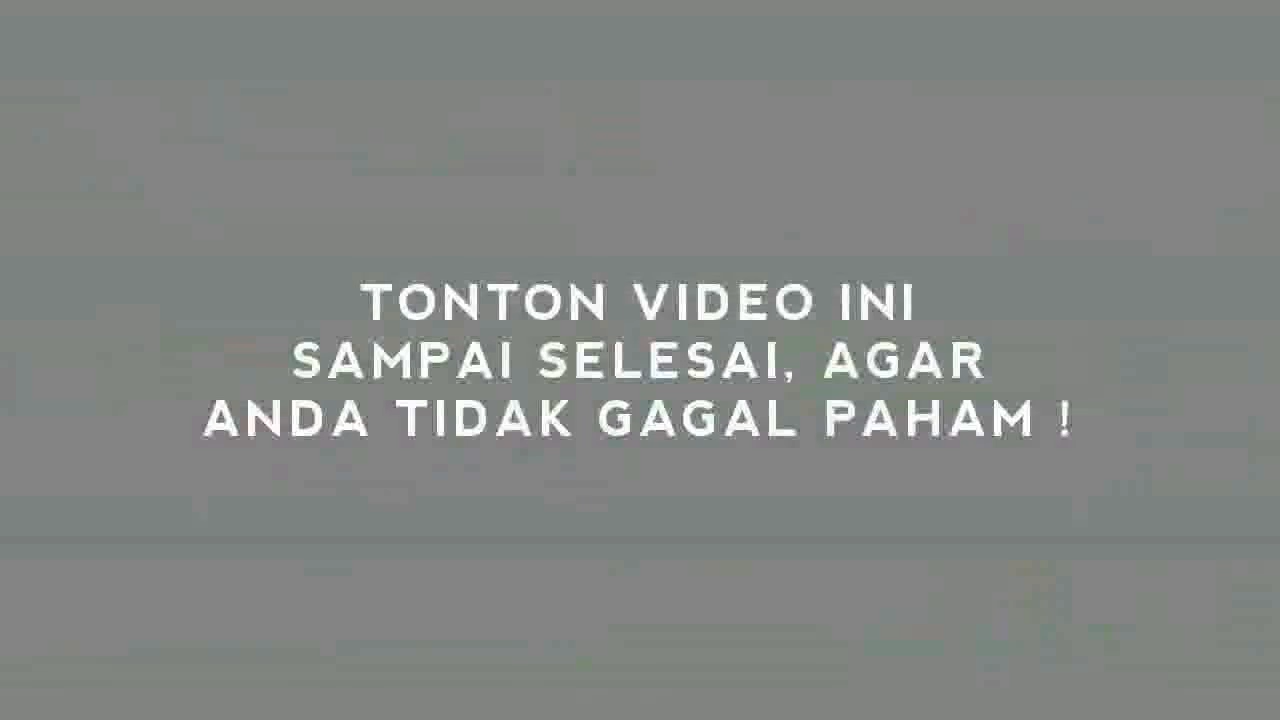 TONTON VIDEO INI
SAMPAI SELESAI, AGAR
ANDA TIDAK GAGAL PAHAM !